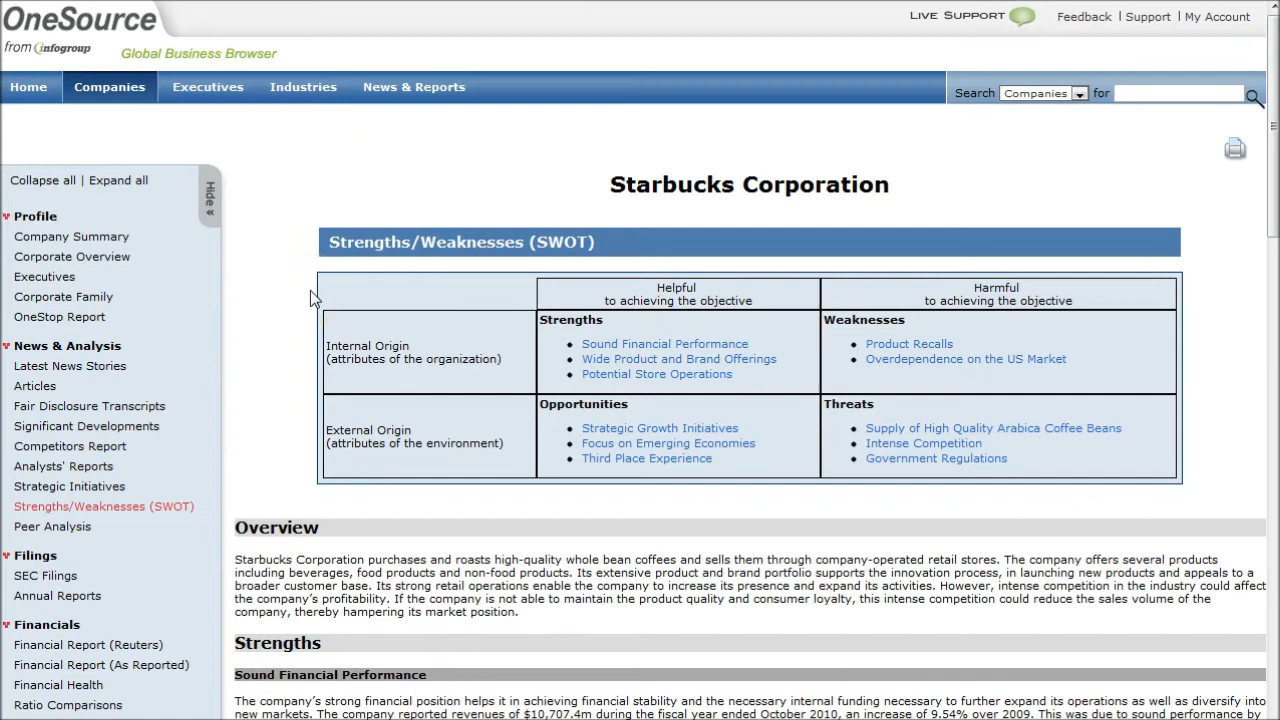 OneSource
from infogroup
Global Business Browser
LIVE SUPPORT
Feedback | Support | My Account
Home Companies Executives Industries News & Reports
Search Companies for
Collapse all | Expand all
Hide «
Profile
Company Summary
Corporate Overview
Executives
Corporate Family
OneStop Report
News & Analysis
Latest News Stories
Articles
Fair Disclosure Transcripts
Significant Developments
Competitors Report
Analysts' Reports
Strategic Initiatives
Strengths/Weaknesses (SWOT)
Peer Analysis
Filings
SEC Filings
Annual Reports
Financials
Financial Report (Reuters)
Financial Report (As Reported)
Financial Health
Ratio Comparisons
Starbucks Corporation
Strengths/Weaknesses (SWOT)
Helpful
to achieving the objective
Harmful
to achieving the objective
Internal Origin
(attributes of the organization)
Strengths
• Sound Financial Performance
• Wide Product and Brand Offerings
• Potential Store Operations
Weaknesses
• Product Recalls
• Overdependence on the US Market
External Origin
(attributes of the environment)
Opportunities
• Strategic Growth Initiatives
• Focus on Emerging Economies
• Third Place Experience
Threats
• Supply of High Quality Arabica Coffee Beans
• Intense Competition
• Government Regulations
Overview
Starbucks Corporation purchases and roasts high-quality whole bean coffees and sells them through company-operated retail stores. The company offers several products
including beverages, food products and non-food products. Its extensive product and brand portfolio supports the innovation process, in launching new products and appeals to a
broader customer base. Its strong retail operations enable the company to increase its presence and expand its activities. However, intense competition in the industry could affect
the company's profitability. If the company is not able to maintain the product quality and consumer loyalty, this intense competition could reduce the sales volume of the
company, thereby hampering its market position.
Strengths
Sound Financial Performance
The company's strong financial position helps it in achieving financial stability and the necessary internal funding necessary to further expand its operations as well as diversify into
new markets. The company reported revenues of $10,707.4m during the fiscal year ended October 2010, an increase of 9.54% over 2009. This was due to sound performance by